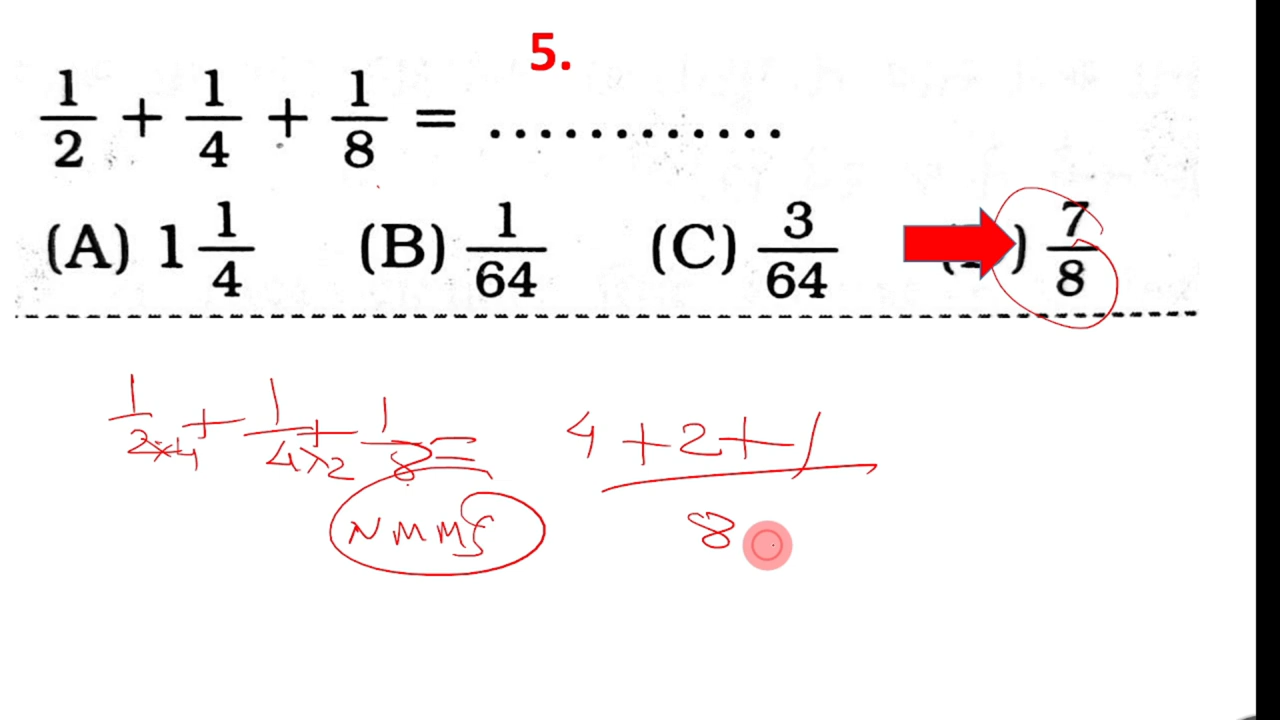 5.
1/2 + 1/4 + 1/8 = ............
(A) 1 1/4 (B) 1/64 (C) 3/64 ) 7/8
1/2×4 + 1/4×2 + 1/8 = 4+2+1/8
NMMS